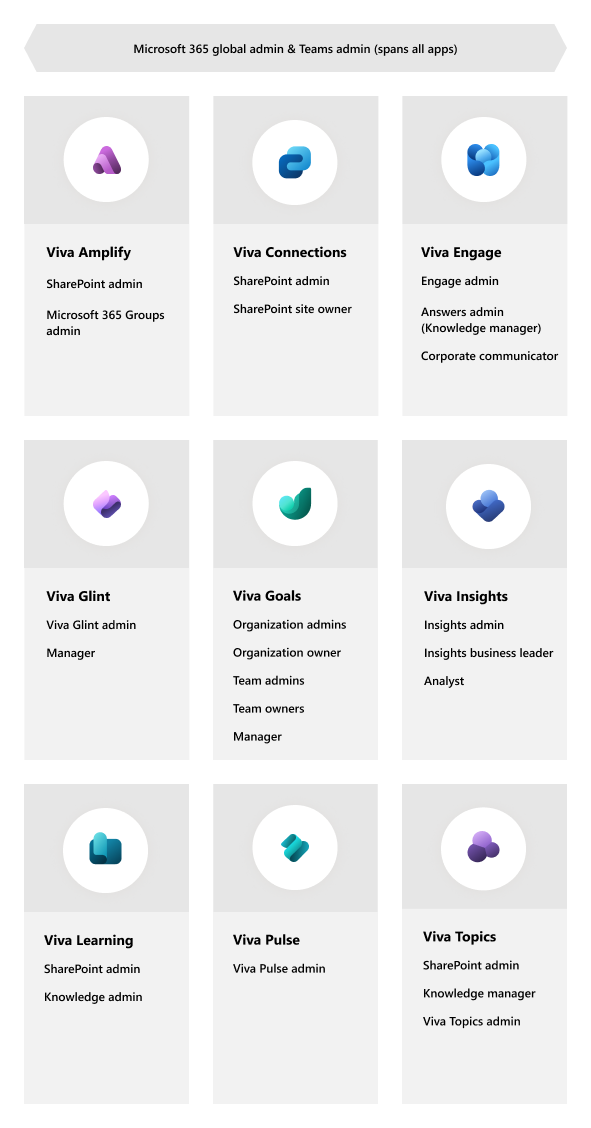 Microsoft 365 global admin & Teams admin (spans all apps)
Viva Amplify
SharePoint admin
Microsoft 365 Groups
admin
Viva Connections
SharePoint admin
SharePoint site owner
Viva Engage
Engage admin
Answers admin
(Knowledge manager)
Corporate communicator
Viva Glint
Viva Glint admin
Manager
Viva Goals
Organization admins
Organization owner
Team admins
Team owners
Manager
Viva Insights
Insights admin
Insights business leader
Analyst
Viva Learning
SharePoint admin
Knowledge admin
Viva Pulse
Viva Pulse admin
Viva Topics
SharePoint admin
Knowledge manager
Viva Topics admin